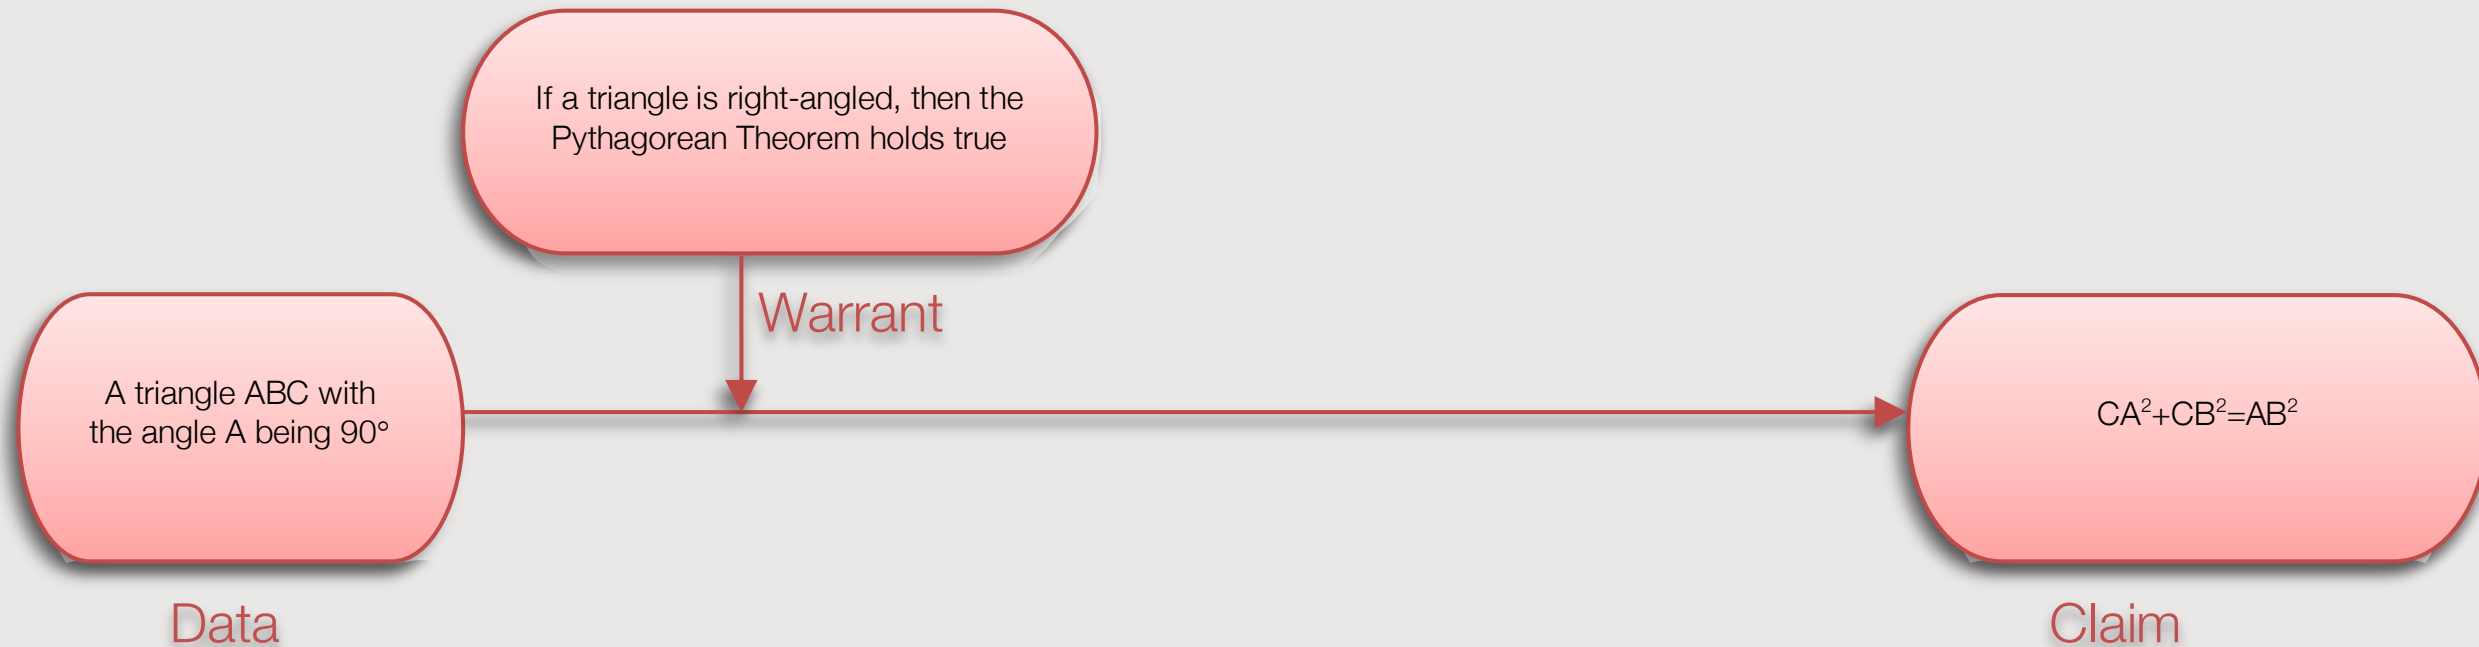 If a triangle is right-angled, then the
Pythagorean Theorem holds true
Warrant
A triangle ABC with
the angle A being 90°
Data
CA²+CB²=AB²
Claim